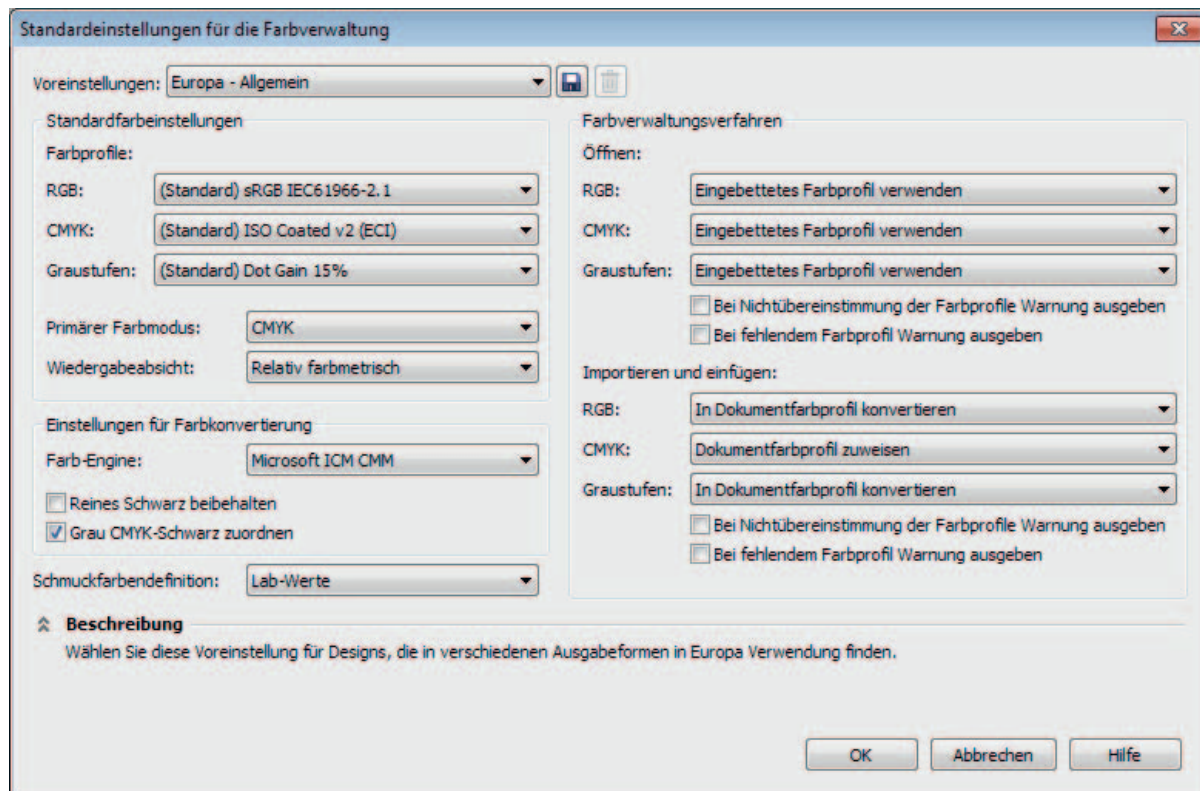 Standardeinstellungen für die Farbverwaltung
Voreinstellungen: Europa - Allgemein
Standardfarbeinstellungen
Farbprofile:
RGB: (Standard) sRGB IEC61966-2.1
CMYK: (Standard) ISO Coated v2 (ECI)
Graustufen: (Standard) Dot Gain 15%
Primärer Farbmodus: CMYK
Wiedergabeabsicht: Relativ farbmetrisch
Einstellungen für Farbkonvertierung
Farb-Engine: Microsoft ICM CMM
Reines Schwarz beibehalten
Grau CMYK-Schwarz zuordnen
Schmuckfarbendefinition: Lab-Werte
Farbverwaltungsverfahren
Öffnen:
RGB: Eingebettetes Farbprofil verwenden
CMYK: Eingebettetes Farbprofil verwenden
Graustufen: Eingebettetes Farbprofil verwenden
Bei Nichtübereinstimmung der Farbprofile Warnung ausgeben
Bei fehlendem Farbprofil Warnung ausgeben
Importieren und einfügen:
RGB: In Dokumentfarbprofil konvertieren
CMYK: Dokumentfarbprofil zuweisen
Graustufen: In Dokumentfarbprofil konvertieren
Bei Nichtübereinstimmung der Farbprofile Warnung ausgeben
Bei fehlendem Farbprofil Warnung ausgeben
Beschreibung
Wählen Sie diese Voreinstellung für Designs, die in verschiedenen Ausgabeformen in Europa Verwendung finden.
OK Abbrechen Hilfe